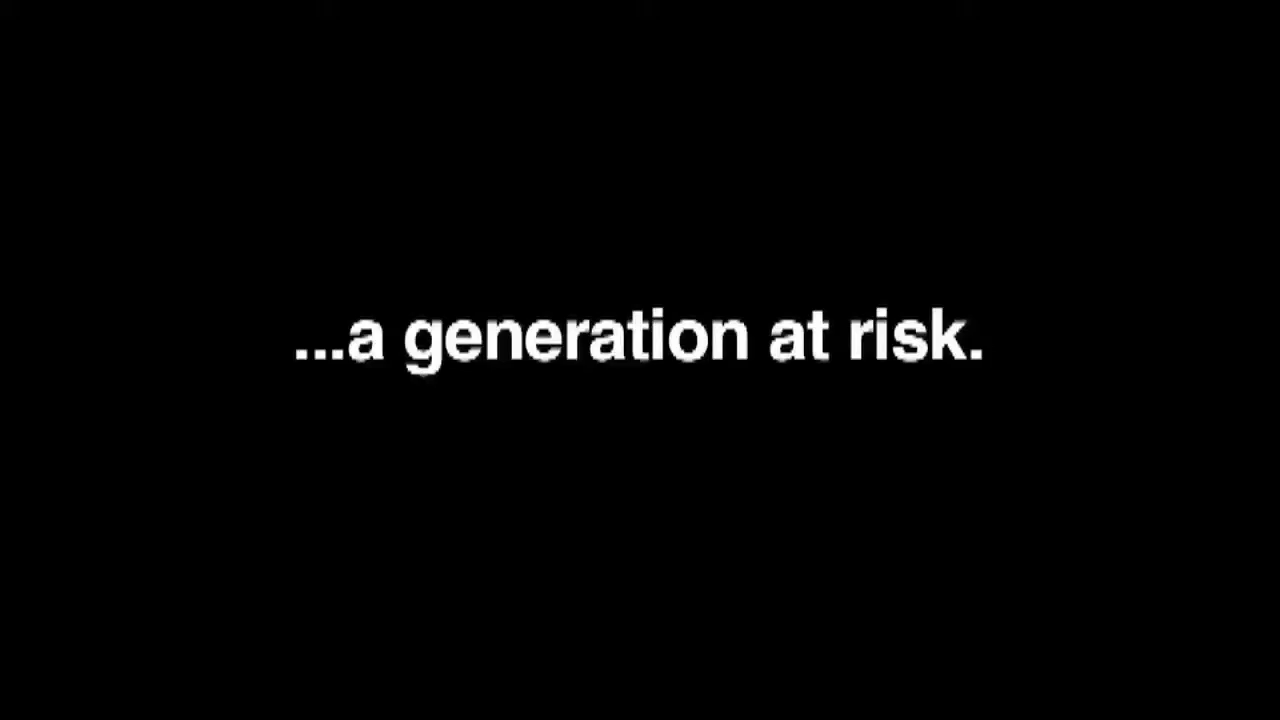 ...a generation at risk.